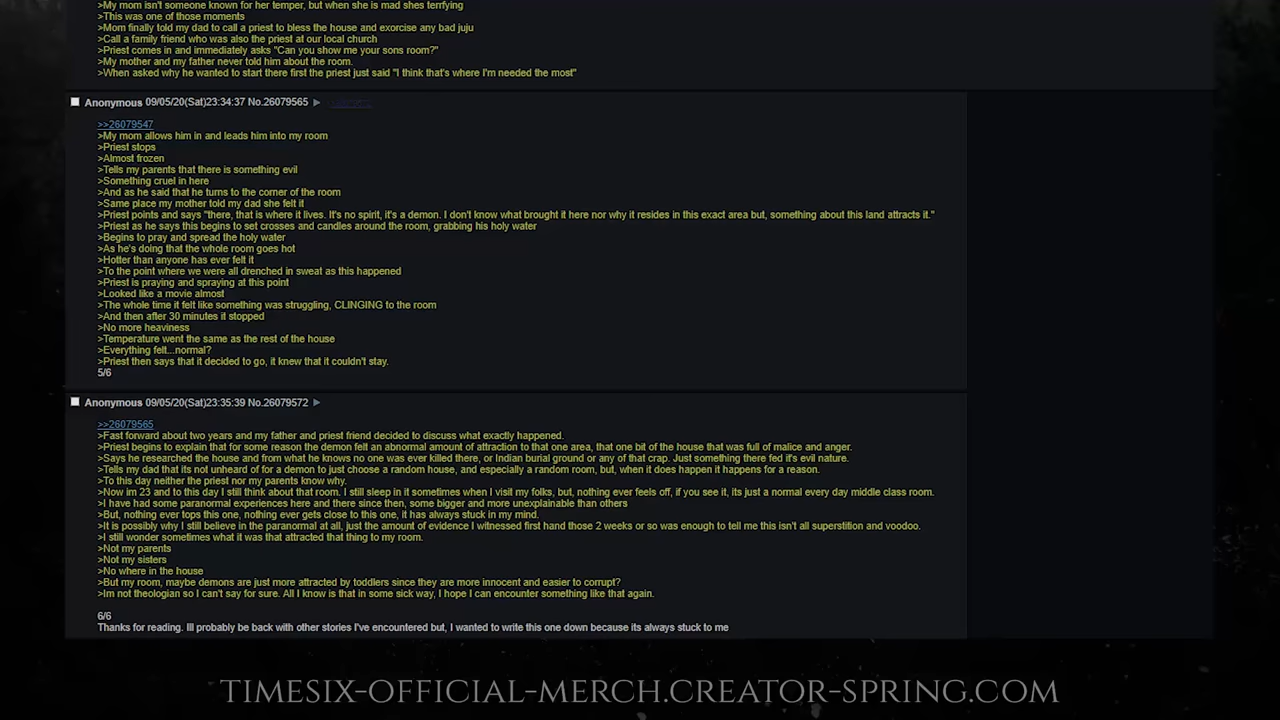 >My mom isn't someone known for her temper, but when she is mad shes terrfying
>This was one of those moments
>Mom finally told my dad to call a priest to bless the house and exorcise any bad juju
>Call a family friend who was also the priest at our local church
>Priest comes in and immediately asks "Can you show me your sons room?"
>My mother and my father never told him about the room.
>When asked why he wanted to start there first the priest just said "I think that's where I'm needed the most"
Anonymous 09/05/20(Sat)23:34:37 No.26079565
>>26079547
>My mom allows him in and leads him into my room
>Priest stops
>Almost frozen
>Tells my parents that there is something evil
>Something cruel in here
>And as he said that he turns to the corner of the room
>Same place my mother told my dad she felt it
>Priest points and says "there, that is where it lives. It's no spirit, it's a demon. I don't know what brought it here nor why it resides in this exact area but, something about this land attracts it."
>Priest as he says this begins to set crosses and candles around the room, grabbing his holy water
>Begins to pray and spread the holy water
>As he's doing that the whole room goes hot
>Hotter than anyone has ever felt it
>To the point where we were all drenched in sweat as this happened
>Priest is praying and spraying at this point
>Looked like a movie almost
>The whole time it felt like something was struggling, CLINGING to the room
>And then after 30 minutes it stopped
>No more heaviness
>Temperature went the same as the rest of the house
>Everything felt...normal?
>Priest then says that it decided to go, it knew that it couldn't stay.
5/6
Anonymous 09/05/20(Sat)23:35:39 No.26079572
>>26079565
>Fast forward about two years and my father and priest friend decided to discuss what exactly happened.
>Priest begins to explain that for some reason the demon felt an abnormal amount of attraction to that one area, that one bit of the house that was full of malice and anger.
>Says he researched the house and from what he knows no one was ever killed there, or Indian burial ground or any of that crap. Just something there fed it's evil nature.
>Tells my dad that its not unheard of for a demon to just choose a random house, and especially a random room, but, when it does happen it happens for a reason.
>To this day neither the priest nor my parents know why.
>Now im 23 and to this day I still think about that room. I still sleep in it sometimes when I visit my folks, but, nothing ever feels off, if you see it, its just a normal every day middle class room.
>I have had some paranormal experiences here and there since then, some bigger and more unexplainable than others
>But, nothing ever tops this one, nothing ever gets close to this one, it has always stuck in my mind.
>It is possibly why I still believe in the paranormal at all, just the amount of evidence I witnessed first hand those 2 weeks or so was enough to tell me this isn't all superstition and voodoo.
>I still wonder sometimes what it was that attracted that thing to my room.
>Not my parents
>Not my sisters
>No where in the house
>But my room, maybe demons are just more attracted by toddlers since they are more innocent and easier to corrupt?
>Im not theologian so I can't say for sure. All I know is that in some sick way, I hope I can encounter something like that again.
6/6
Thanks for reading. Ill probably be back with other stories I've encountered but, I wanted to write this one down because its always stuck to me
TIMESIX-OFFICIAL-MERCH.CREATOR-SPRING.COM